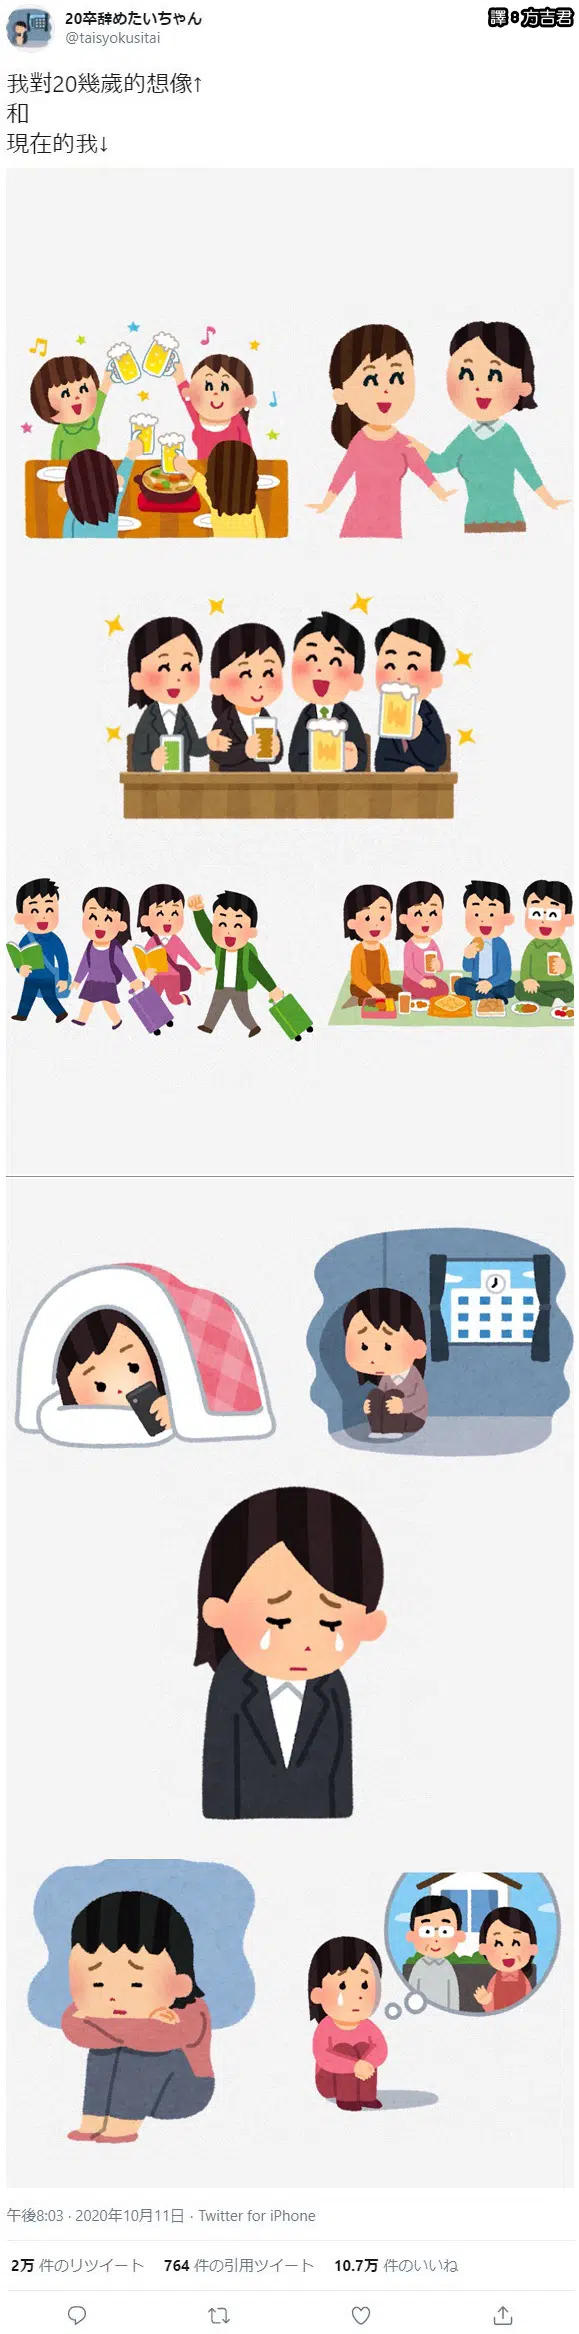 20卒辞めたいちゃん
@taisyokusitai
譯8方吉君
我對20幾歲的想像↑
和
現在的我↓
午後8:03 · 2020年10月11日 · Twitter for iPhone
2万 件のリツイート 764 件の引用ツイート 10.7万 件のいいね